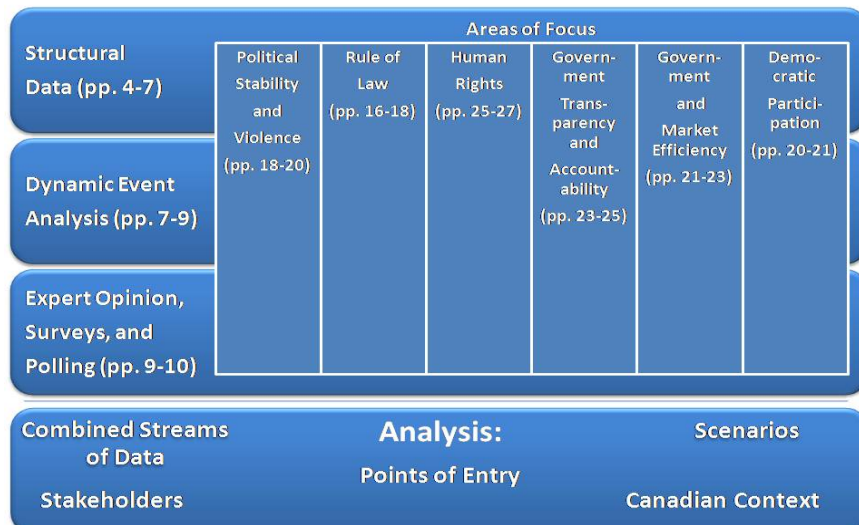 Areas of Focus
Structural
Data (pp. 4-7)
Political
Stability
and
Violence
(pp. 18-20)
Rule of
Law
(pp. 16-18)
Human
Rights
(pp. 25-27)
Govern-
ment
Trans-
parency
and
Account-
ability
(pp. 23-25)
Govern-
ment
and
Market
Efficiency
(pp. 21-23)
Demo-
cratic
Partici-
pation
(pp. 20-21)
Dynamic Event
Analysis (pp. 7-9)
Expert Opinion,
Surveys, and
Polling (pp. 9-10)
Combined Streams
of Data
Analysis:
Scenarios
Points of Entry
Stakeholders
Canadian Context